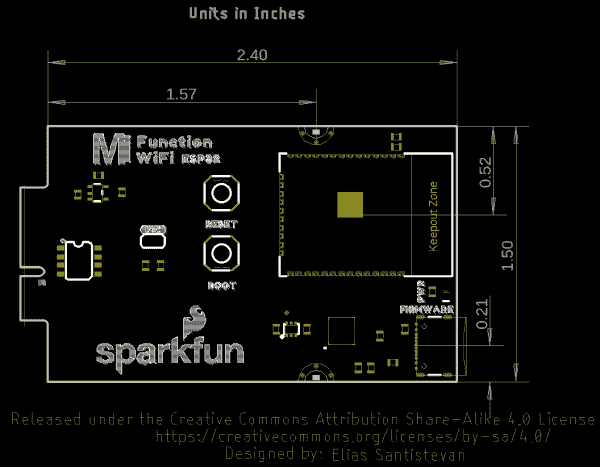 Units in Inches
2.40
1.57
M Function
WiFi ESP32
0.52
Keepout Zone
RESET
1.50
BOOT
PWR
FIRMWARE
0.21
sparkfun
Released under the Creative Commons Attribution Share-Alike 4.0 License
https://creativecommons.org/licenses/by-sa/4.0/
Designed by: Elias Santistevan